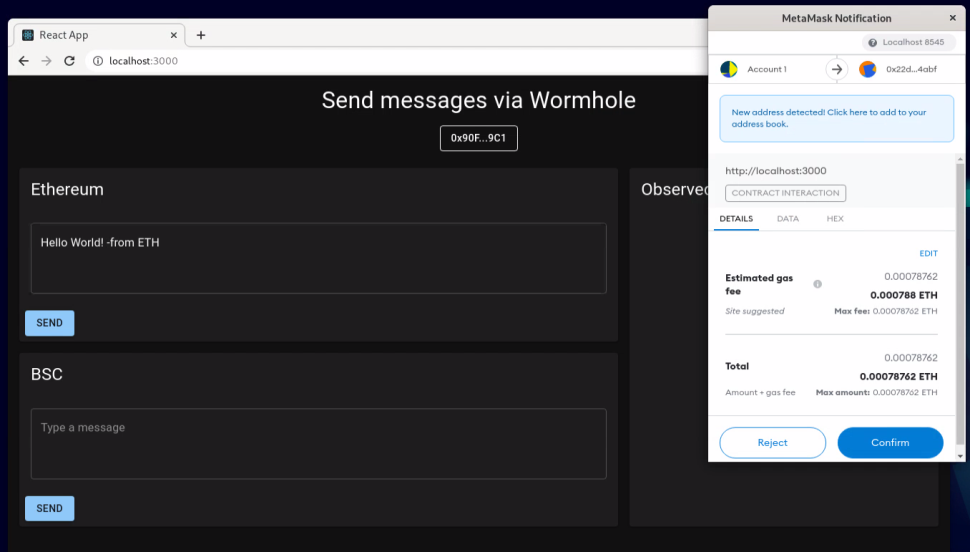 React App
localhost:3000
Send messages via Wormhole
0x90F...9C1
Ethereum
Hello World! -from ETH
SEND
BSC
Type a message
SEND
Observed
MetaMask Notification
Localhost 8545
Account 1
0x22d...4abf
New address detected! Click here to add to your
address book.
http://localhost:3000
CONTRACT INTERACTION
DETAILS DATA HEX
EDIT
Estimated gas
fee
0.00078762
0.000788 ETH
Site suggested
Max fee: 0.00078762 ETH
0.00078762
Total
0.00078762 ETH
Amount + gas fee
Max amount: 0.00078762 ETH
Reject
Confirm